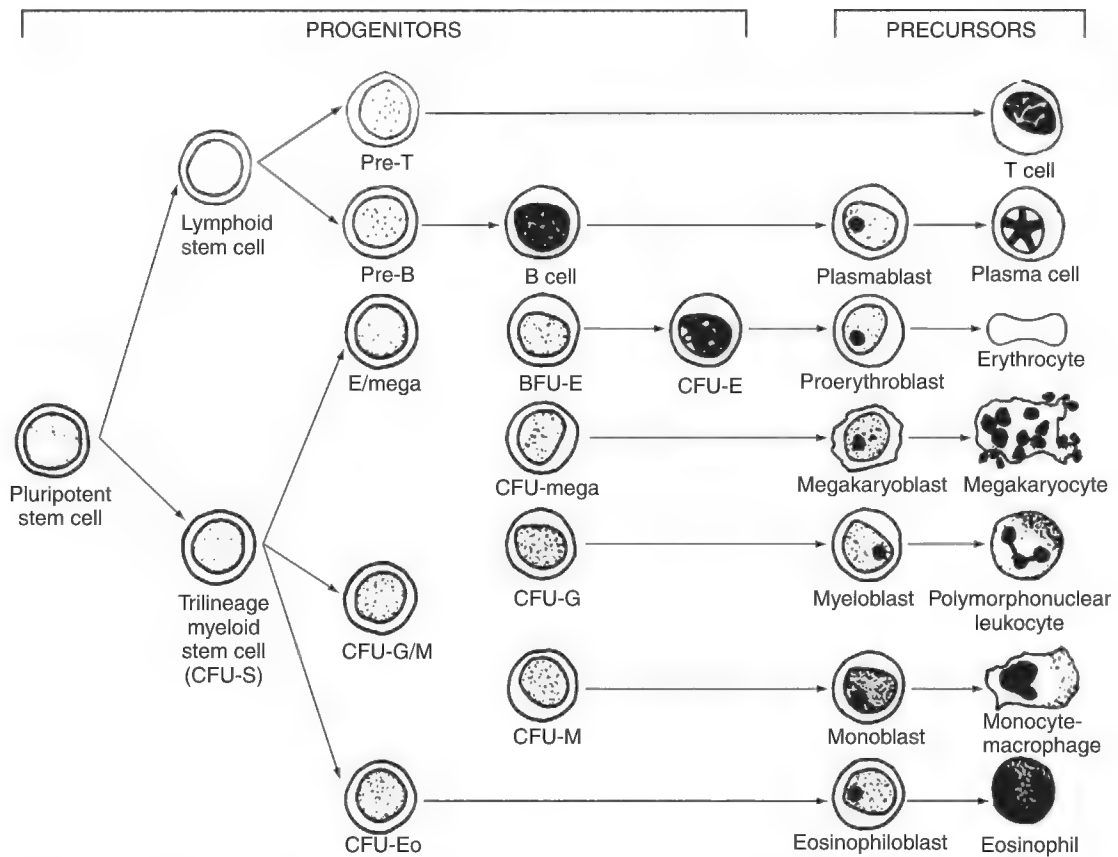 PROGENITORS
PRECURSORS
Pre-T
T cell
Lymphoid
stem cell
Pre-B
B cell
Plasmablast
Plasma cell
E/mega
BFU-E
CFU-E
Proerythroblast
Erythrocyte
Pluripotent
stem cell
CFU-mega
Megakaryoblast
Megakaryocyte
Trilineage
myeloid
stem cell
(CFU-S)
CFU-G/M
CFU-G
Myeloblast
Polymorphonuclear
leukocyte
CFU-M
Monoblast
Monocyte-
macrophage
CFU-Eo
Eosinophiloblast
Eosinophil